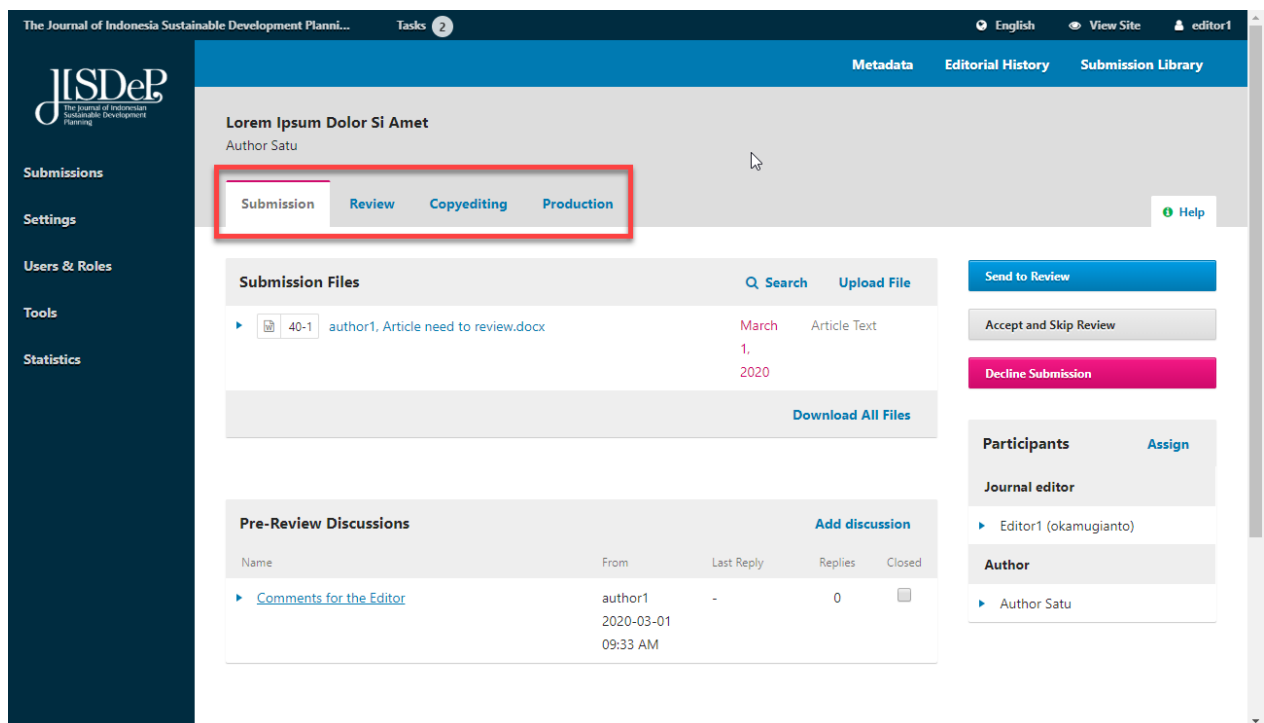 The Journal of Indonesia Sustainable Development Planni... Tasks 2 English View Site editor1
Metadata Editorial History Submission Library
JISDeP
The Journal of Indonesian
Sustainable Development
Planning
Lorem Ipsum Dolor Si Amet
Author Satu
Submissions
Settings
Users & Roles
Tools
Statistics
Submission Review Copyediting Production
Help
Submission Files Search Upload File
40-1 author1, Article need to review.docx March Article Text
1,
2020
Download All Files
Send to Review
Accept and Skip Review
Decline Submission
Participants Assign
Journal editor
Editor1 (okamugianto)
Author
Author Satu
Pre-Review Discussions Add discussion
Name From Last Reply Replies Closed
Comments for the Editor author1 - 0
2020-03-01
09:33 AM